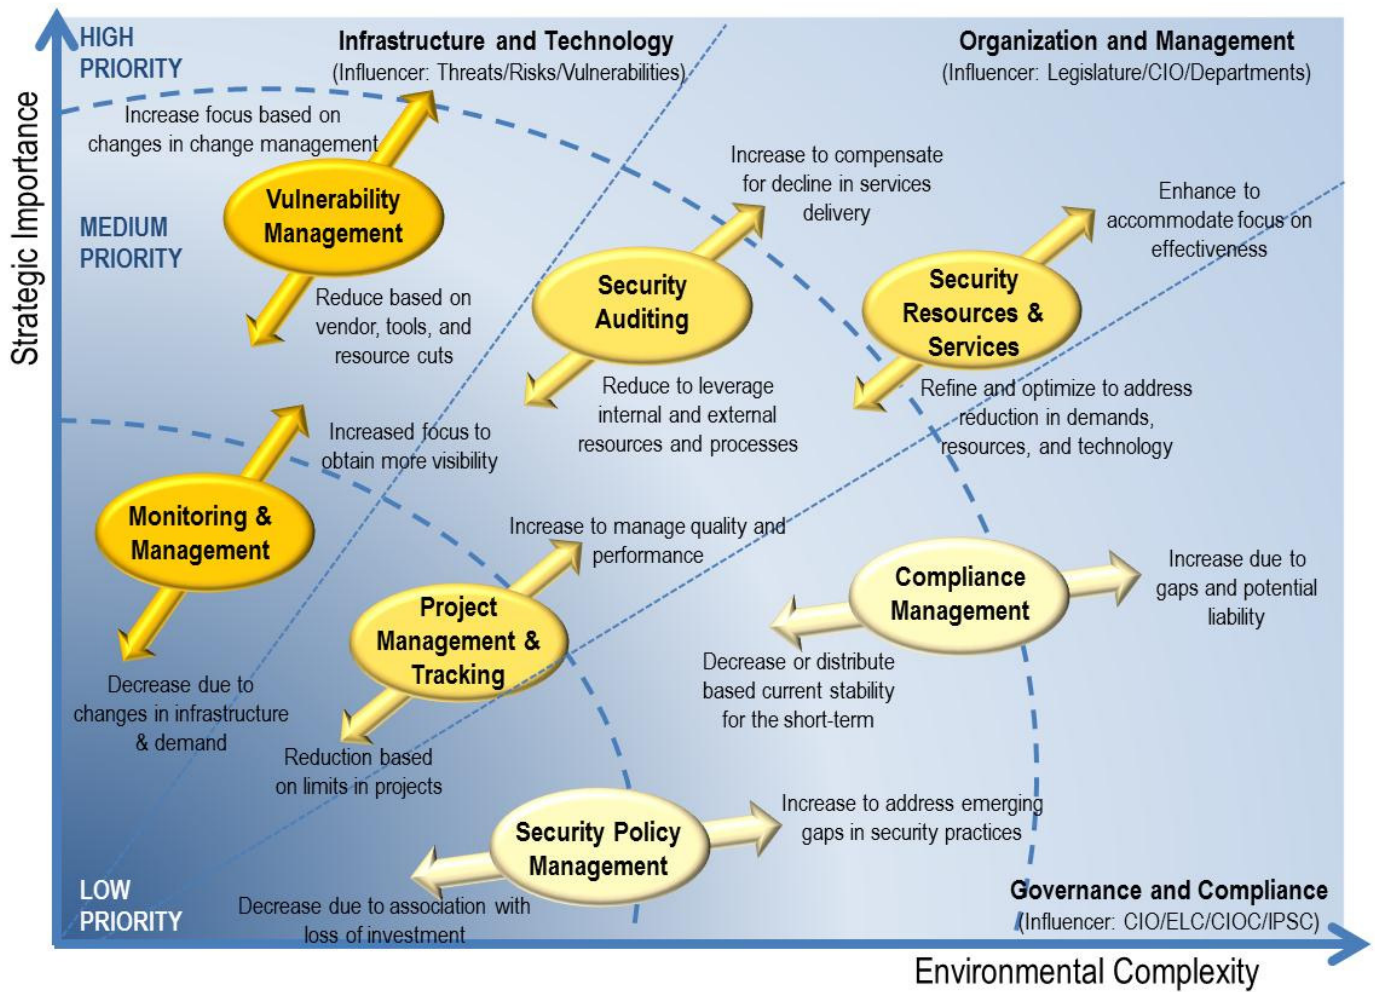 HIGH
PRIORITY
Infrastructure and Technology
(Influencer: Threats/Risks/Vulnerabilities)
Organization and Management
(Influencer: Legislature/CIO/Departments)
Strategic Importance
Increase focus based on
changes in change management
Vulnerability
Management
MEDIUM
PRIORITY
Reduce based on
vendor, tools, and
resource cuts
Increase to compensate
for decline in services
delivery
Security
Auditing
Reduce to leverage
internal and external
resources and processes
Enhance to
accommodate focus on
effectiveness
Security
Resources &
Services
Refine and optimize to address
reduction in demands,
resources, and technology
Increased focus to
obtain more visibility
Monitoring &
Management
Decrease due to
changes in infrastructure
& demand
Increase to manage quality and
performance
Project
Management &
Tracking
Reduction based
on limits in projects
Compliance
Management
Increase due to
gaps and potential
liability
Decrease or distribute
based current stability
for the short-term
Increase to address emerging
gaps in security practices
Security Policy
Management
Decrease due to association with
loss of investment
LOW
PRIORITY
Governance and Compliance
(Influencer: CIO/ELC/CIOC/IPSC)
Environmental Complexity